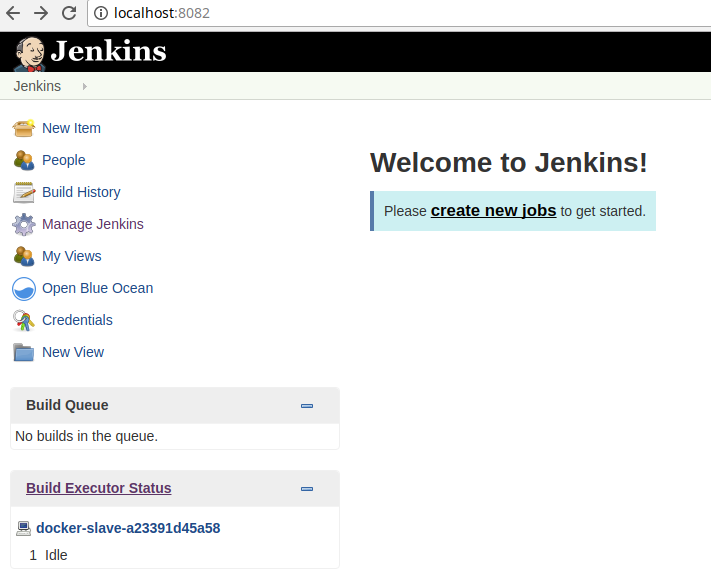 localhost:8082
Jenkins
Jenkins
New Item
People
Build History
Manage Jenkins
My Views
Open Blue Ocean
Credentials
New View
Build Queue
No builds in the queue.
Build Executor Status
docker-slave-a23391d45a58
1 Idle
Welcome to Jenkins!
Please create new jobs to get started.